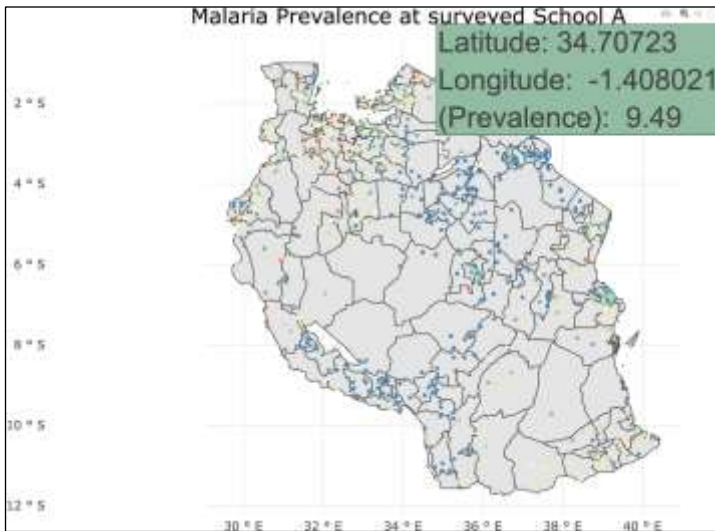 Malaria Prevalence at surveyed School A
Latitude: 34.70723
Longitude: -1.408021
(Prevalence): 9.49
2 ° S
4 ° S
6 ° S
8 ° S
10 ° S
12 ° S
30 ° E 32 ° E 34 ° E 36 ° E 38 ° E 40 ° E